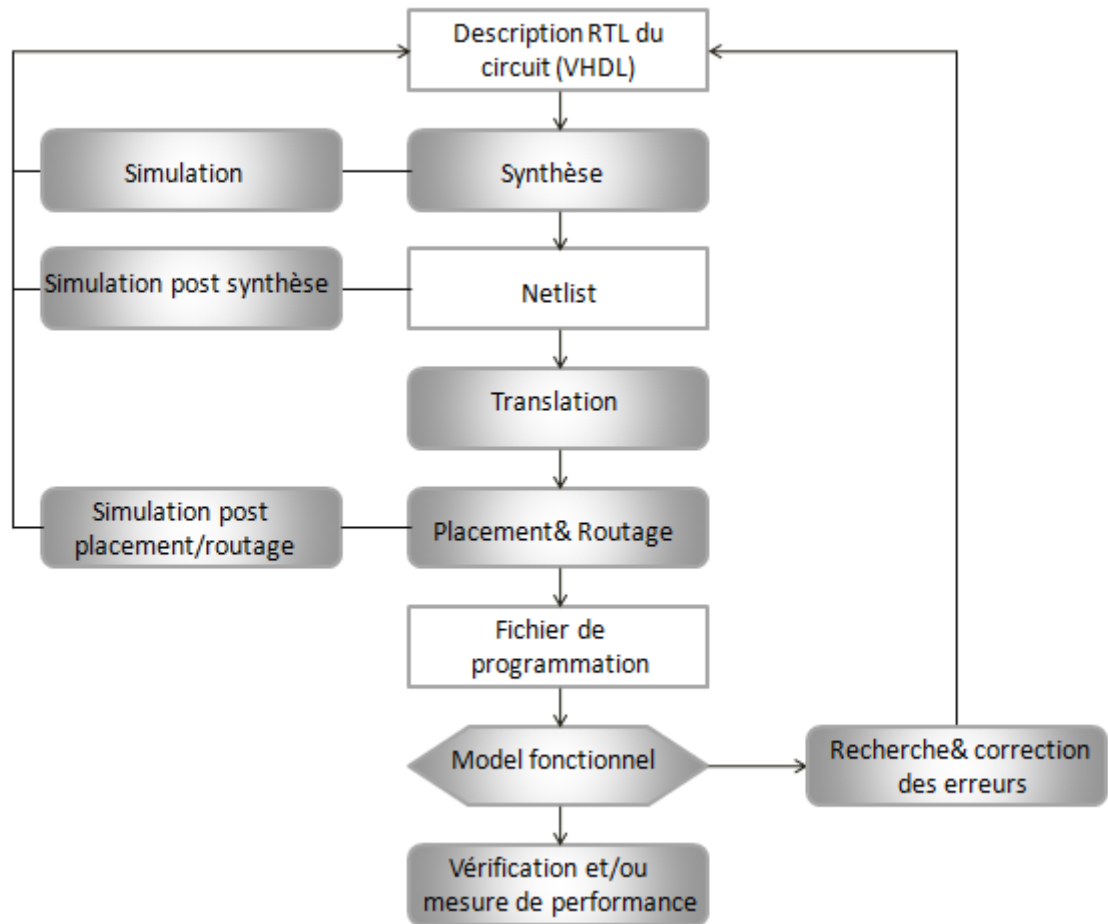 Description RTL du
circuit (VHDL)
Simulation
Synthèse
Simulation post synthèse
Netlist
Translation
Simulation post
placement/routage
Placement& Routage
Fichier de
programmation
Model fonctionnel
Recherche& correction
des erreurs
Vérification et/ou
mesure de performance